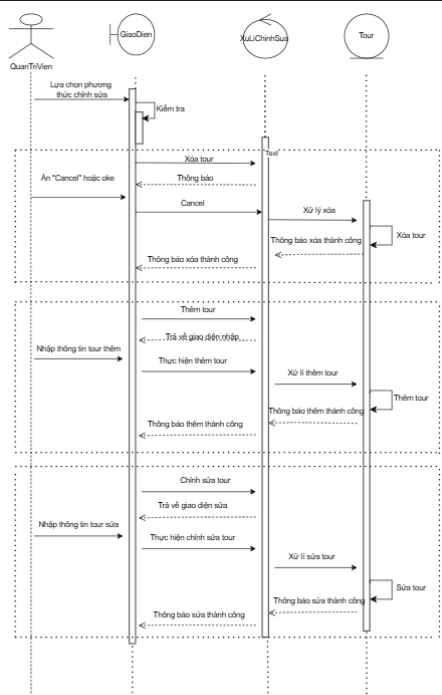 GiaoDien
XuLiChinhSua
Tour
QuanTriVien
Lựa chọn phương
thức chỉnh sửa
Kiểm tra
Text
Xóa tour
Thông báo
Ấn "Cancel" hoặc oke
Cancel
Xử lý xóa
Xóa tour
Thông báo xóa thành công
Thông báo xóa thành công
Thêm tour
Trả về giao diện nhập
Nhập thông tin tour thêm
Thực hiện thêm tour
Xử lí thêm tour
Thêm tour
Thông báo thêm thành công
Thông báo thêm thành công
Chỉnh sửa tour
Trả về giao diện sửa
Nhập thông tin tour sửa
Thực hiện chỉnh sửa tour
Xử lí sửa tour
Sửa tour
Thông báo sửa thành công
Thông báo sửa thành công